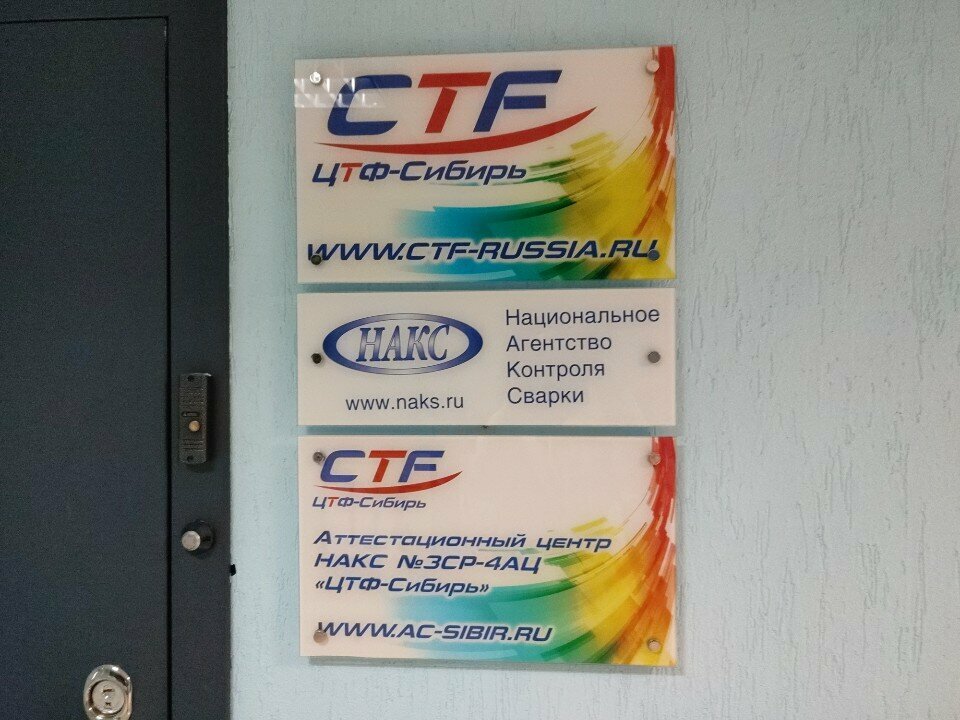 CTF
ЦТФ-Сибирь
WWW.CTF-RUSSIA.RU
НАКС
www.naks.ru
Национальное
Агентство
Контроля
Сварки
CTF
ЦТФ-Сибирь
Аттестационный центр
НАКС №ЗСР-4АЦ
«ЦТФ-Сибирь»
WWW.AC-SIBIR.RU